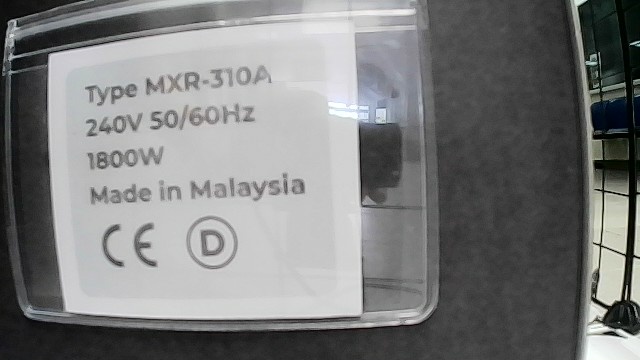 Type MXR-310A
240V 50/60Hz
1800W
Made in Malaysia
CE D